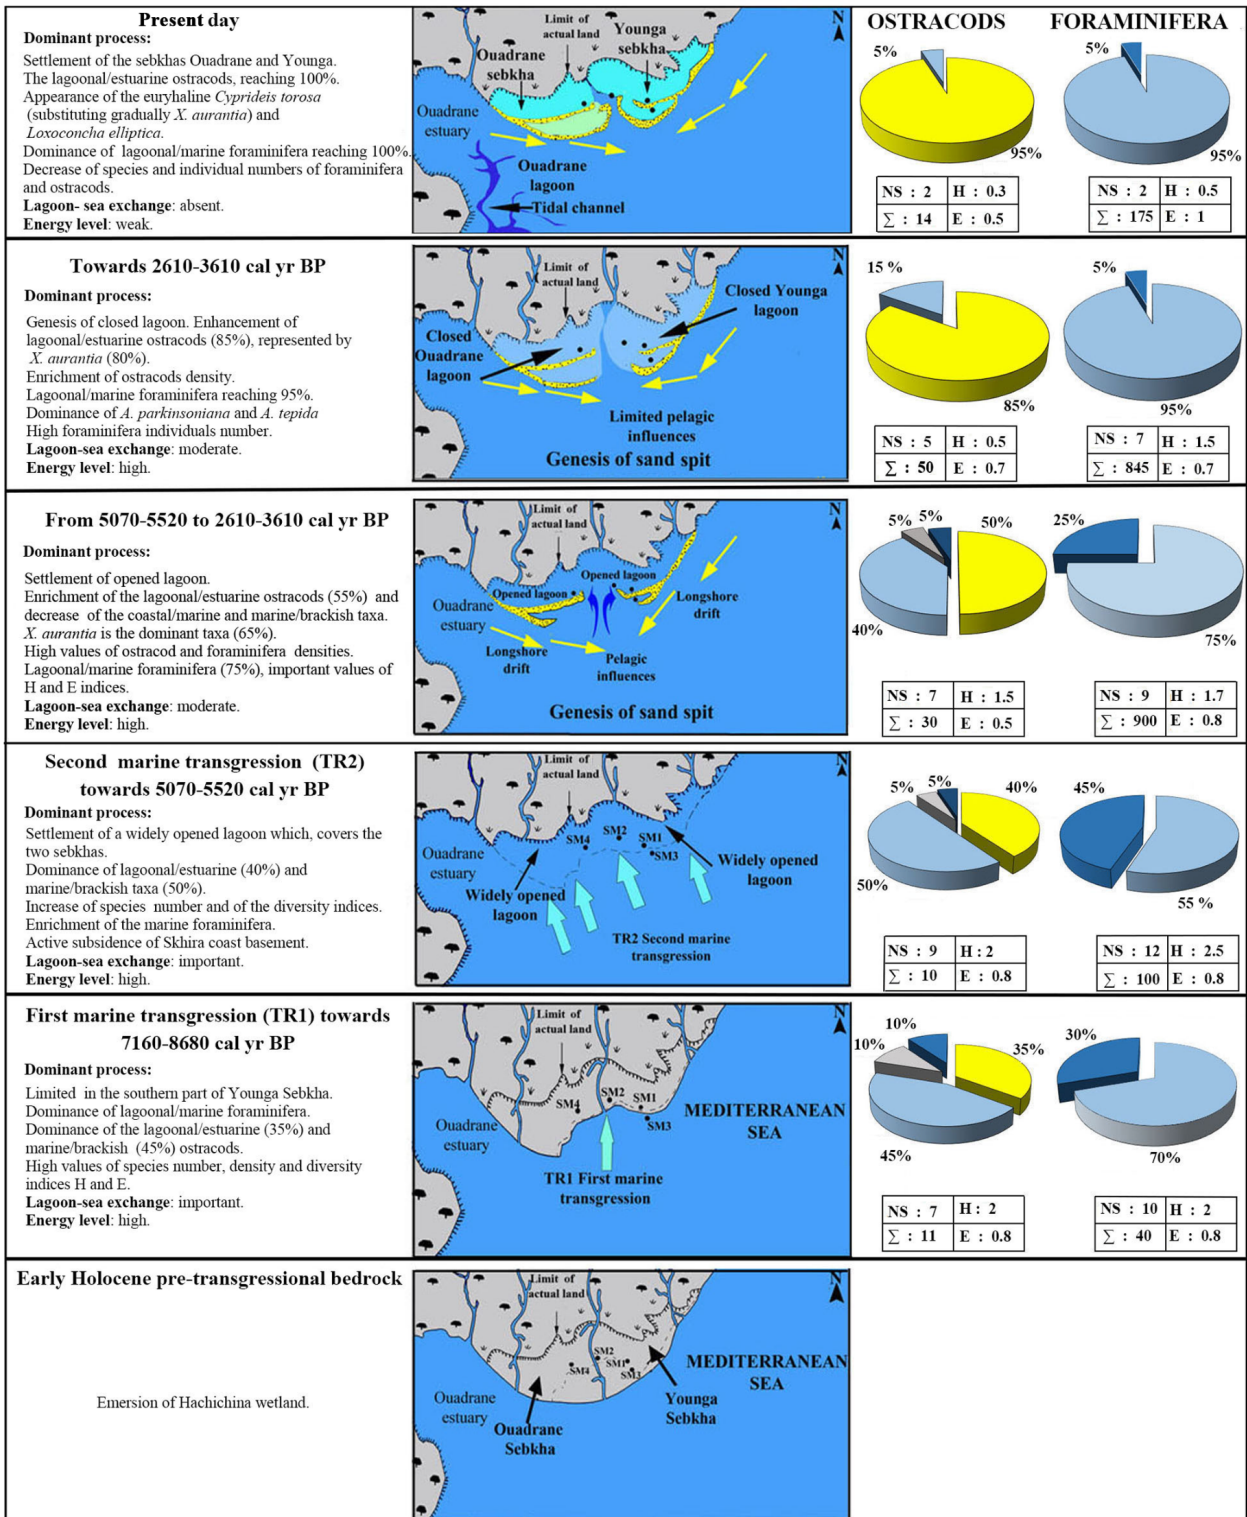 Present day
Dominant process:
Settlement of the sebkhas Ouadrane and Younga.
The lagoonal/estuarine ostracods, reaching 100%.
Appearance of the euryhaline Cyprideis torosa
(substituting gradually X. aurantia) and
Loxoconcha elliptica.
Dominance of lagoonal/marine foraminifera reaching 100%.
Decrease of species and individual numbers of foraminifera
and ostracods.
Lagoon- sea exchange: absent.
Energy level: weak.
Limit of
actual land
Younga
sebkha
Ouadrane
sebkha
Ouadrane
estuary
Ouadrane
lagoon
Tidal channel
N
OSTRACODS
5%
95%
NS : 2 H : 0.3
∑ : 14 E : 0.5
FORAMINIFERA
5%
95%
NS : 2 H : 0.5
∑ : 175 E : 1
Towards 2610-3610 cal yr BP
Dominant process:
Genesis of closed lagoon. Enhancement of
lagoonal/estuarine ostracods (85%), represented by
X. aurantia (80%).
Enrichment of ostracods density.
Lagoonal/marine foraminifera reaching 95%.
Dominance of A. parkinsoniana and A. tepida
High foraminifera individuals number.
Lagoon-sea exchange: moderate.
Energy level: high.
Limit of
actual land
N
Closed Younga
lagoon
Closed
Ouadrane
lagoon
Limited pelagic
influences
Genesis of sand spit
15 %
85%
NS : 5 H : 0.5
∑ : 50 E : 0.7
5%
95%
NS : 7 H : 1.5
∑ : 845 E : 0.7
From 5070-5520 to 2610-3610 cal yr BP
Dominant process:
Settlement of opened lagoon.
Enrichment of the lagoonal/estuarine ostracods (55%) and
decrease of the coastal/marine and marine/brackish taxa.
X. aurantia is the dominant taxa (65%).
High values of ostracod and foraminifera densities.
Lagoonal/marine foraminifera (75%), important values of
H and E indices.
Lagoon-sea exchange: moderate.
Energy level: high.
Limit of
actual land
N
Opened lagoon
Opened lagoon
Ouadrane
estuary
Longshore
drift
Longshore
drift
Pelagic
influences
Genesis of sand spit
5%
5%
50%
40%
NS : 7 H : 1.5
∑ : 30 E : 0.5
25%
75%
NS : 9 H : 1.7
∑ : 900 E : 0.8
Second marine transgression (TR2)
towards 5070-5520 cal yr BP
Dominant process:
Settlement of a widely opened lagoon which, covers the
two sebkhas.
Dominance of lagoonal/estuarine (40%) and
marine/brackish taxa (50%).
Increase of species number and of the diversity indices.
Enrichment of the marine foraminifera.
Active subsidence of Skhira coast basement.
Lagoon-sea exchange: important.
Energy level: high.
Limit of
actual land
N
SM4
SM2
SM1
SM3
Ouadrane
estuary
Widely opened
lagoon
Widely opened
lagoon
TR2 Second marine
transgression
5%
5%
40%
50%
NS : 9 H : 2
∑ : 10 E : 0.8
45%
55 %
NS : 12 H : 2.5
∑ : 100 E : 0.8
First marine transgression (TR1) towards
7160-8680 cal yr BP
Dominant process:
Limited in the southern part of Younga Sebkha.
Dominance of lagoonal/marine foraminifera.
Dominance of the lagoonal/estuarine (35%) and
marine/brackish (45%) ostracods.
High values of species number, density and diversity
indices H and E.
Lagoon-sea exchange: important.
Energy level: high.
Limit of
actual land
N
SM4
SM2
SM1
SM3
MEDITERRANEAN
SEA
Ouadrane
estuary
TR1 First marine
transgression
10%
10%
35%
45%
NS : 7 H : 2
∑ : 11 E : 0.8
30%
70%
NS : 10 H : 2
∑ : 40 E : 0.8
Early Holocene pre-transgressional bedrock
Emersion of Hachichina wetland.
Limit of
actual land
N
SM2
SM4
SM1
SM3
MEDITERRANEAN
SEA
Ouadrane
estuary
Younga
Sebkha
Ouadrane
Sebkha